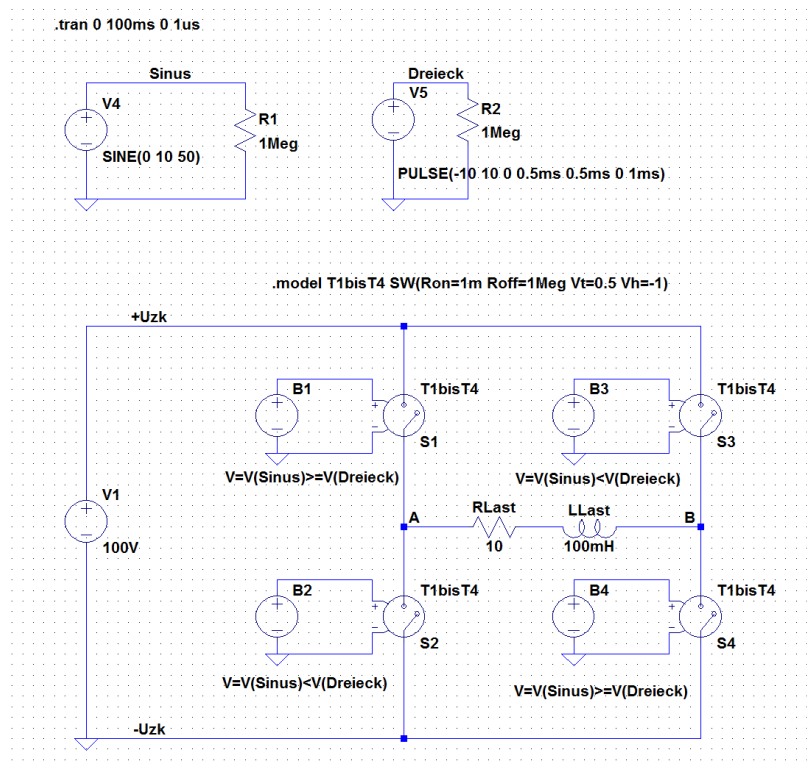 .tran 0 100ms 0 1us
Sinus
V4
SINE(0 10 50)
R1
1Meg
Dreieck
V5
R2
1Meg
PULSE(-10 10 0 0.5ms 0.5ms 0 1ms)
.model T1bisT4 SW(Ron=1m Roff=1Meg Vt=0.5 Vh=-1)
+Uzk
B1
T1bisT4
S1
V=V(Sinus)>=V(Dreieck)
B3
T1bisT4
S3
V=V(Sinus)<V(Dreieck)
V1
100V
A
RLast
10
LLast
100mH
B
B2
T1bisT4
S2
V=V(Sinus)<V(Dreieck)
B4
T1bisT4
S4
V=V(Sinus)>=V(Dreieck)
-Uzk